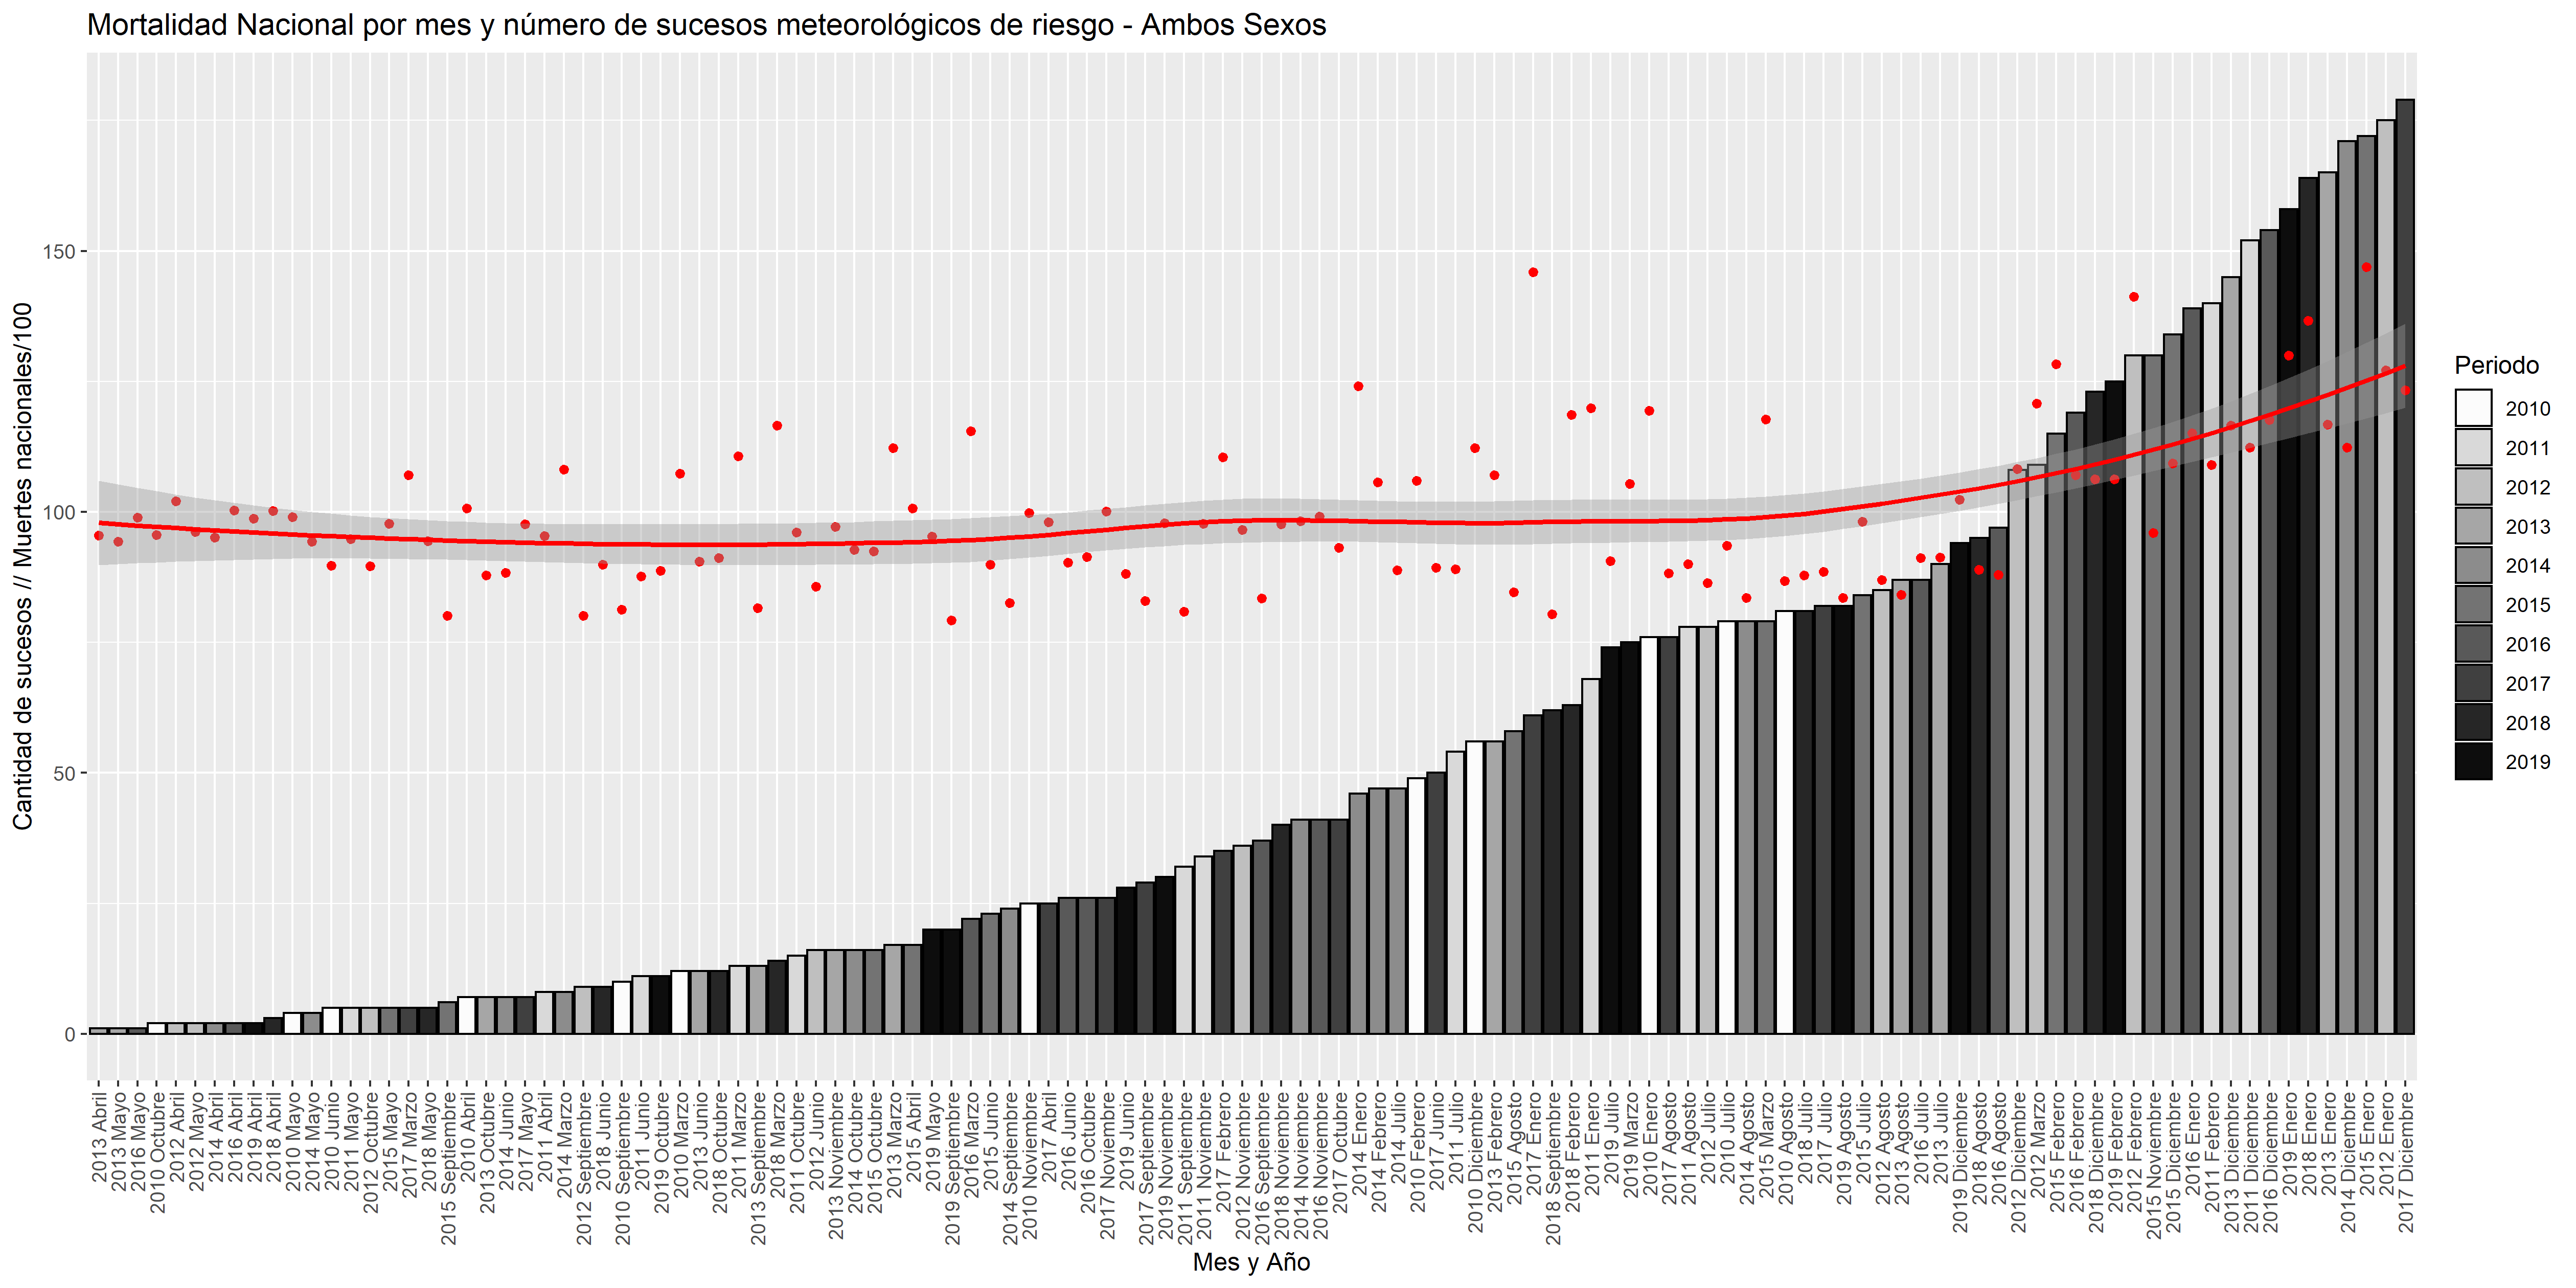 Mortalidad Nacional por mes y número de sucesos meteorológicos de riesgo - Ambos Sexos
Cantidad de sucesos // Muertes nacionales/100
150
100
50
0
2013 Abril
2013 Mayo
2016 Mayo
2010 Octubre
2012 Abril
2012 Mayo
2014 Abril
2016 Abril
2019 Abril
2018 Abril
2010 Mayo
2014 Mayo
2010 Junio
2011 Mayo
2012 Octubre
2015 Mayo
2017 Marzo
2018 Mayo
2015 Septiembre
2010 Abril
2013 Octubre
2014 Junio
2017 Mayo
2011 Abril
2014 Marzo
2012 Septiembre
2018 Junio
2010 Septiembre
2011 Junio
2019 Octubre
2010 Marzo
2013 Junio
2018 Octubre
2011 Marzo
2013 Septiembre
2018 Marzo
2011 Octubre
2012 Junio
2013 Noviembre
2014 Octubre
2015 Octubre
2013 Marzo
2015 Abril
2019 Mayo
2019 Septiembre
2016 Marzo
2015 Junio
2014 Septiembre
2010 Noviembre
2017 Abril
2016 Junio
2016 Octubre
2017 Noviembre
2019 Junio
2017 Septiembre
2019 Noviembre
2011 Septiembre
2011 Noviembre
2017 Febrero
2012 Noviembre
2016 Septiembre
2018 Noviembre
2014 Noviembre
2016 Noviembre
2017 Octubre
2014 Enero
2014 Febrero
2014 Julio
2010 Febrero
2017 Junio
2011 Julio
2010 Diciembre
2013 Febrero
2015 Agosto
2017 Enero
2018 Septiembre
2018 Febrero
2011 Enero
2019 Julio
2019 Marzo
2010 Enero
2017 Agosto
2011 Agosto
2012 Julio
2010 Julio
2014 Agosto
2015 Marzo
2010 Agosto
2018 Julio
2017 Julio
2019 Agosto
2015 Julio
2012 Agosto
2013 Agosto
2016 Julio
2013 Julio
2019 Diciembre
2018 Agosto
2016 Agosto
2012 Diciembre
2012 Marzo
2015 Febrero
2016 Febrero
2018 Diciembre
2019 Febrero
2012 Febrero
2015 Noviembre
2015 Diciembre
2016 Enero
2011 Febrero
2013 Diciembre
2011 Diciembre
2016 Diciembre
2019 Enero
2018 Enero
2013 Enero
2014 Diciembre
2015 Enero
2012 Enero
2017 Diciembre
Mes y Año
Periodo
2010
2011
2012
2013
2014
2015
2016
2017
2018
2019